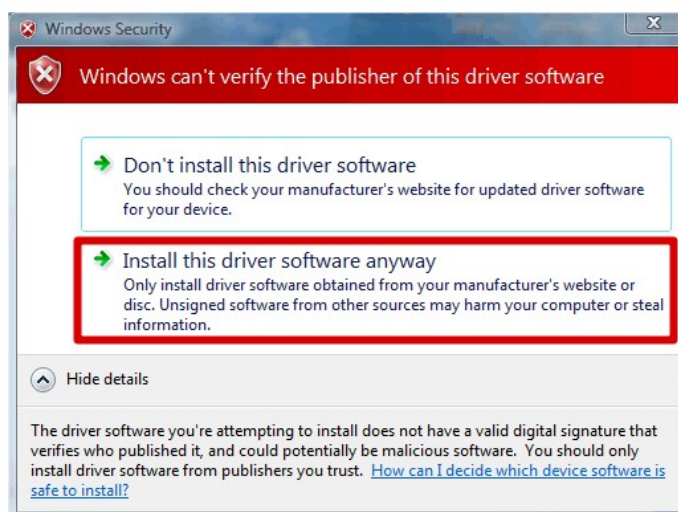 Windows Security
Windows can't verify the publisher of this driver software
Don't install this driver software
You should check your manufacturer's website for updated driver software
for your device.
Install this driver software anyway
Only install driver software obtained from your manufacturer's website or
disc. Unsigned software from other sources may harm your computer or steal
information.
Hide details
The driver software you're attempting to install does not have a valid digital signature that
verifies who published it, and could potentially be malicious software.  You should only
install driver software from publishers you trust.  How can I decide which device software is
safe to install?